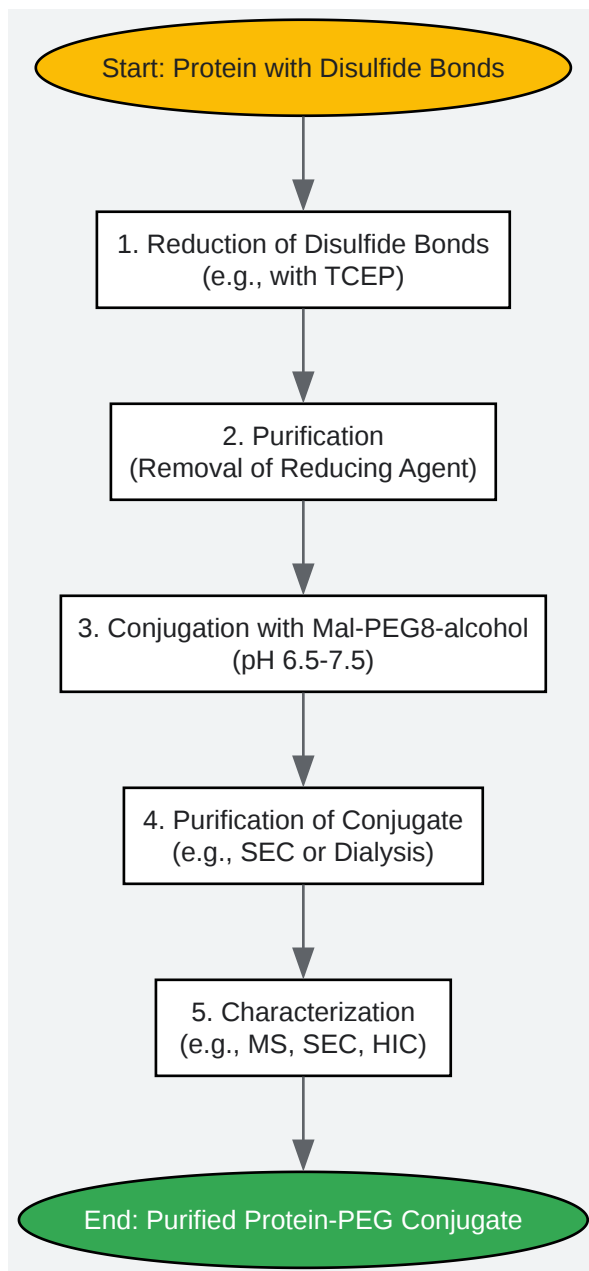 Start: Protein with Disulfide Bonds
1. Reduction of Disulfide Bonds
(e.g., with TCEP)
2. Purification
(Removal of Reducing Agent)
3. Conjugation with Mal-PEG8-alcohol
(pH 6.5-7.5)
4. Purification of Conjugate
(e.g., SEC or Dialysis)
5. Characterization
(e.g., MS, SEC, HIC)
End: Purified Protein-PEG Conjugate